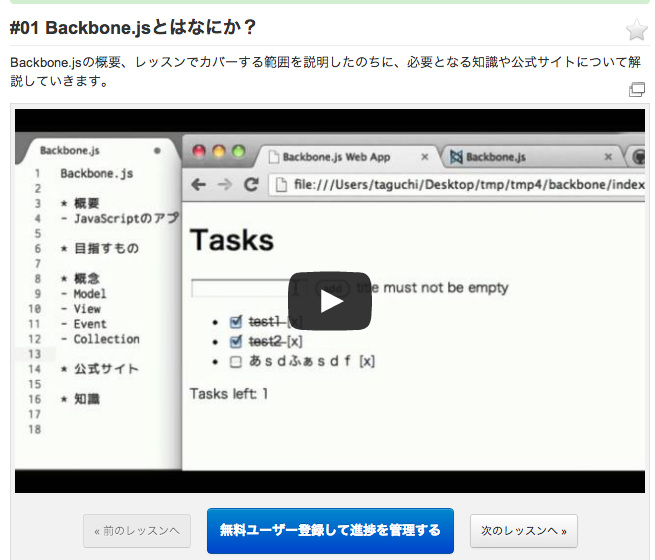 #01 Backbone.jsとはなにか？
Backbone.jsの概要、レッスンでカバーする範囲を説明したのちに、必要となる知識や公式サイトについて解
説していきます。
Backbone.js
1 Backbone.js
2
3 * 概要
4 - JavaScriptのアプ
5
6 * 目指すもの
7
8 * 概念
9 - Model
10 - View
11 - Event
12 - Collection
13
14 * 公式サイト
15
16 * 知識
17
18
Backbone.js Web App
Backbone.js
file:///Users/taguchi/Desktop/tmp/tmp4/backbone/index
Tasks
must not be empty
test1 [x]
test2 [x]
あｓｄふぁｓｄｆ [x]
Tasks left: 1
« 前のレッスンへ
無料ユーザー登録して進捗を管理する
次のレッスンへ »